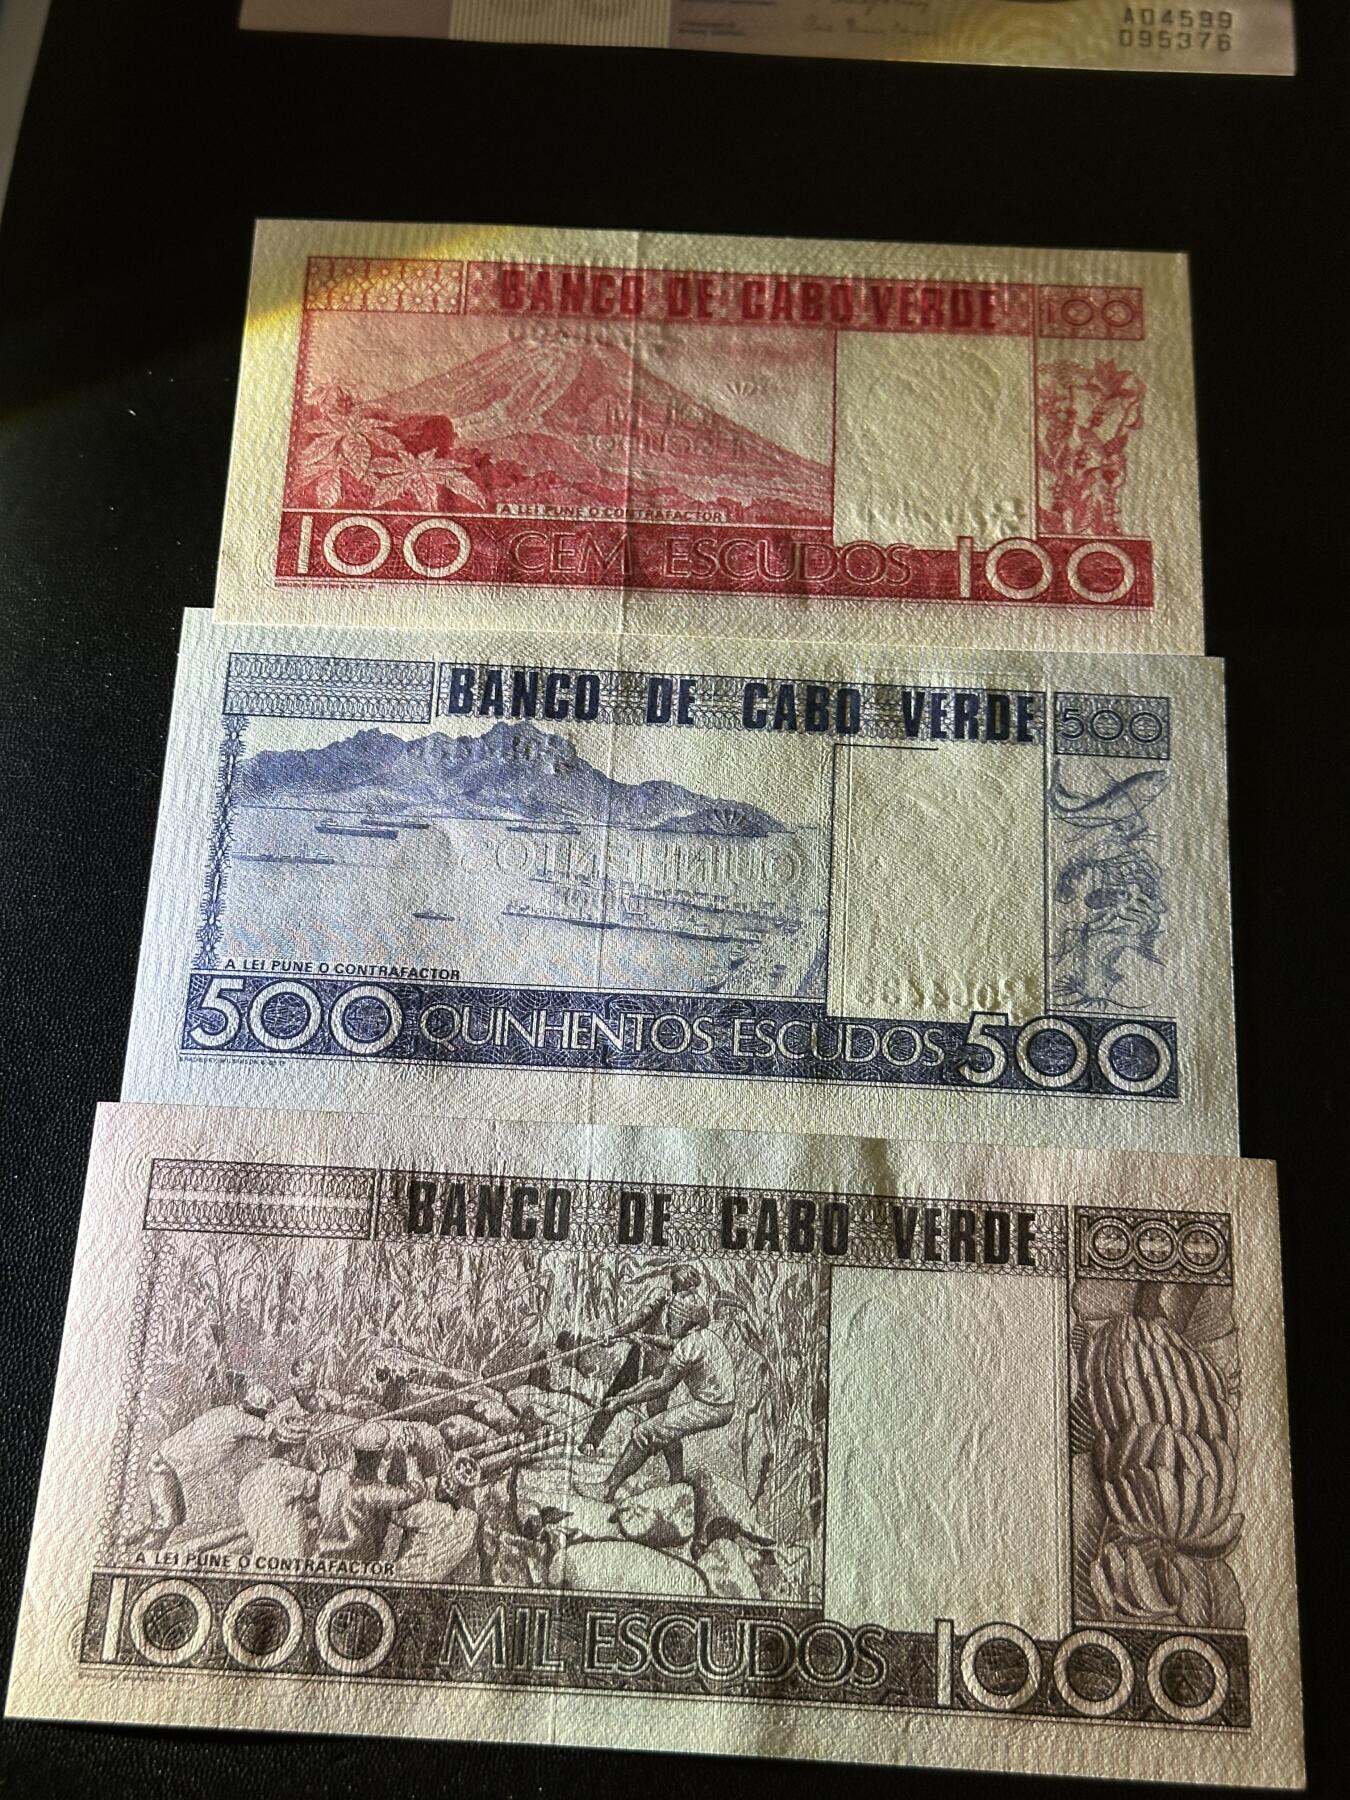 A04599
095376
BANCO DE CABO VERDE
100
A LEI PUNE O CONTRAFACTOR
100 CEM ESCUDOS 100
BANCO DE CABO VERDE
500
A LEI PUNE O CONTRAFACTOR
500 QUINHENTOS ESCUDOS 500
BANCO DE CABO VERDE
1000
A LEI PUNE O CONTRAFACTOR
1000 MIL ESCUDOS 1000